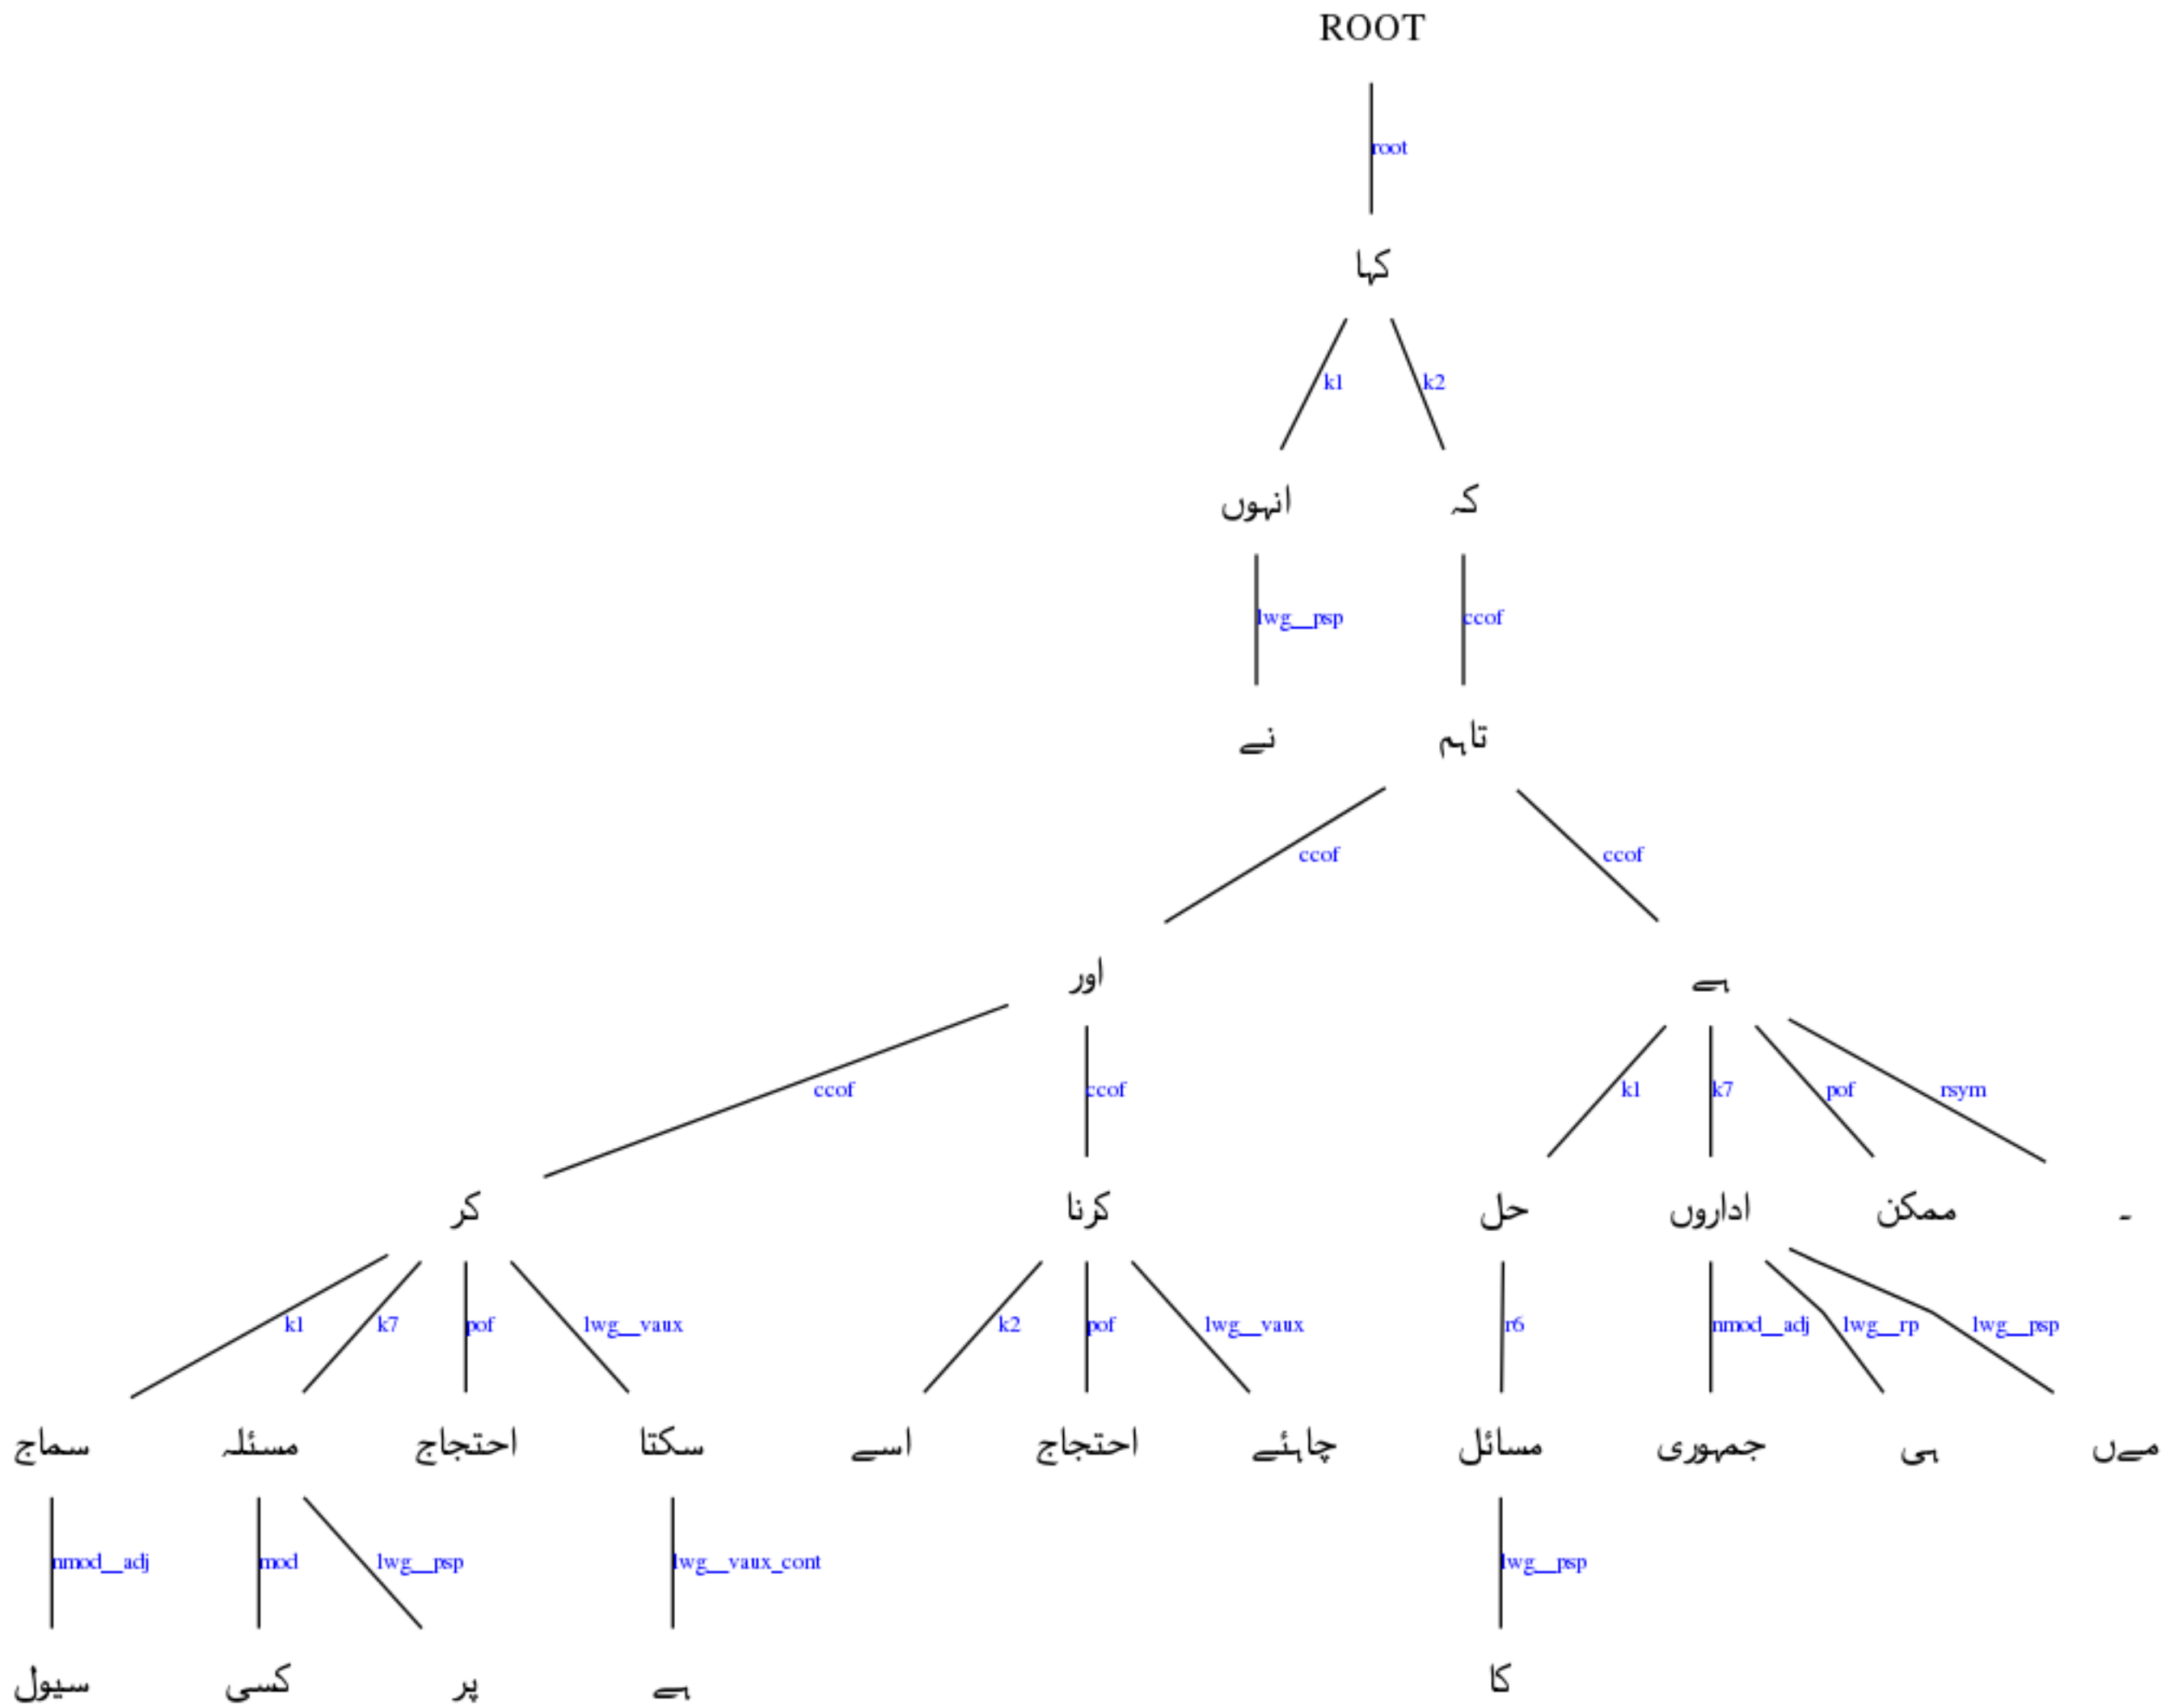 ROOT
root
کہا
k1 k2
انہوں کہ
lwg__psp ccof
نے تاہم
ccof ccof
اور ہے
ccof ccof k1 k7 pof rsym
کر کرنا حل اداروں ممکن ۔
k1 k7 pof lwg__vaux k2 pof lwg__vaux r6 nmod__adj lwg__rp lwg__psp
سماج مسئلہ احتجاج سکتا اسے احتجاج چاہئے مسائل جمہوری ہی مےں
nmod__adj mod lwg__psp lwg__vaux_cont lwg__psp
سیول کسی پر ہے کا